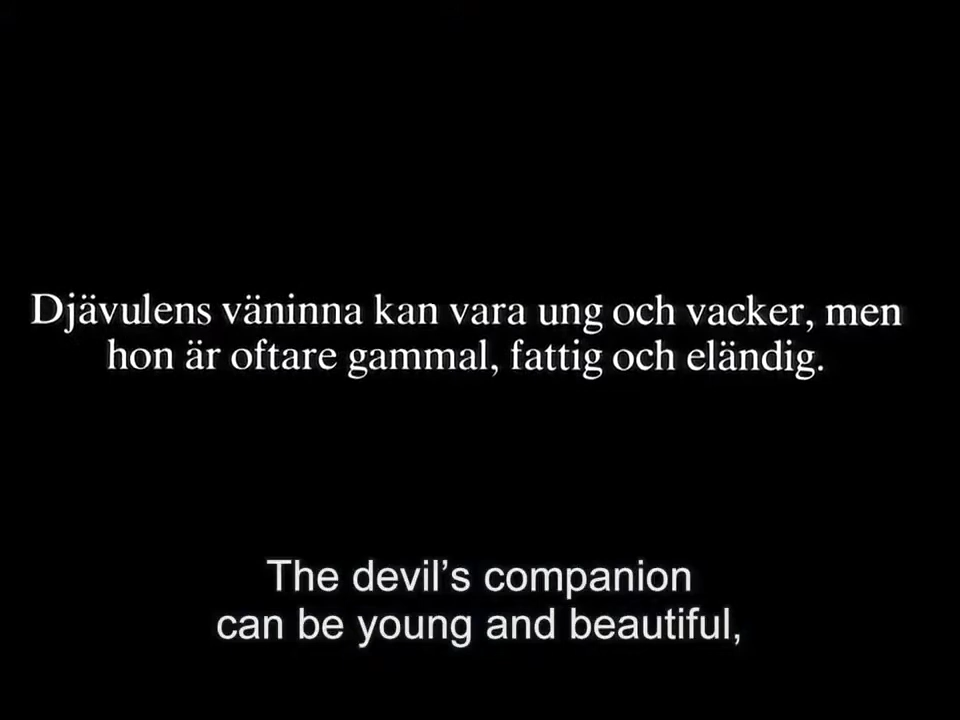 Djävulens väninna kan vara ung och vacker, men
hon är oftare gammal, fattig och eländig.
The devil’s companion
can be young and beautiful,